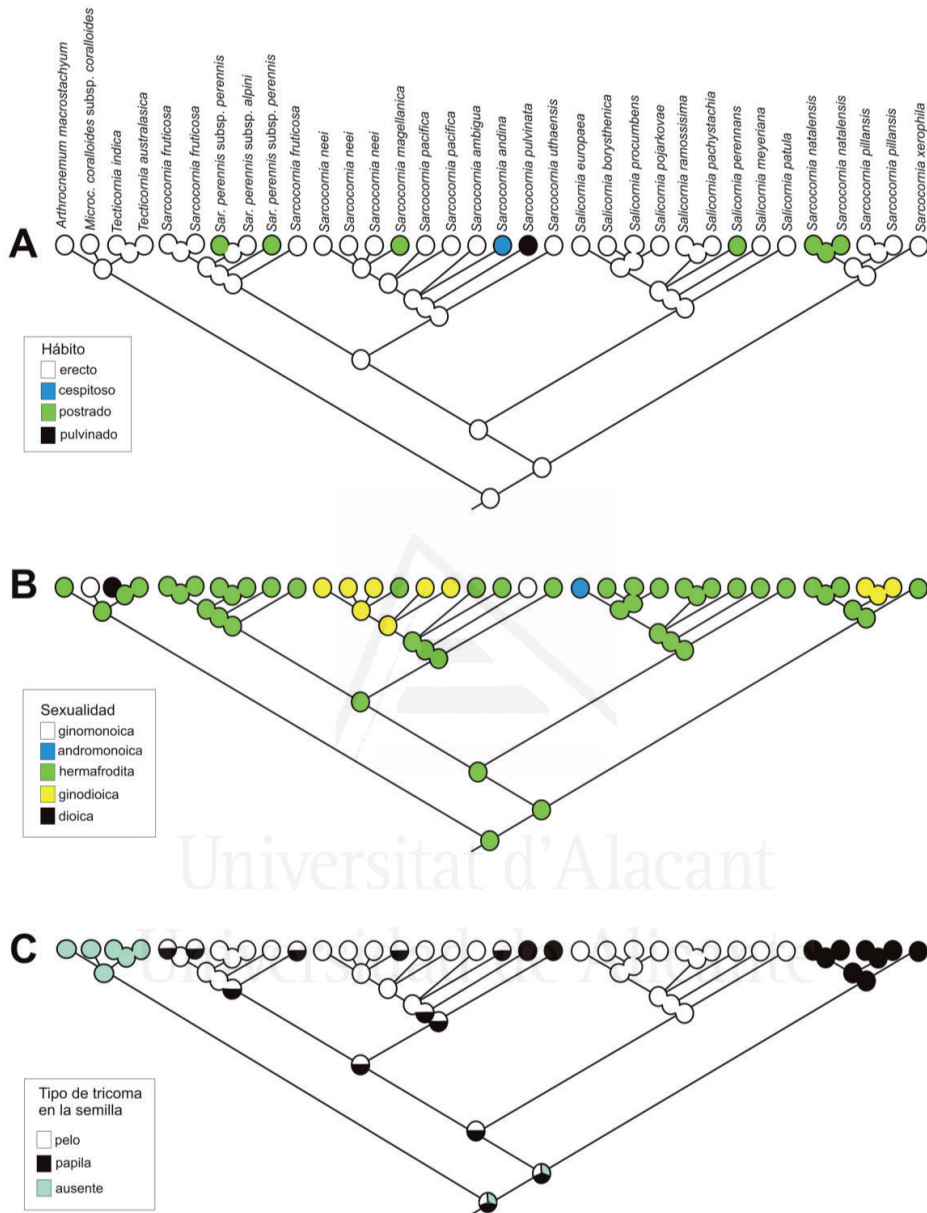 Arthrocnemum macrostachyum
Microc. coralloides subsp. coralloides
Tecticornia indica
Tecticornia australasica
Sarcocornia fruticosa
Sarcocornia fruticosa
Sar. perennis subsp. perennis
Sar. perennis subsp. alpini
Sar. perennis subsp. perennis
Sarcocornia fruticosa
Sarcocornia neei
Sarcocornia neei
Sarcocornia neei
Sarcocornia magellanica
Sarcocornia pacifica
Sarcocornia pacifica
Sarcocornia ambigua
Sarcocornia andina
Sarcocornia pulvinata
Sarcocornia uthaensis
Salicornia europaea
Salicornia borysthenica
Salicornia procumbens
Salicornia pojarkovae
Salicornia ramossisima
Salicornia pachystachia
Salicornia perennans
Salicornia meyeriana
Salicornia patula
Sarcocornia natalensis
Sarcocornia natalensis
Sarcocornia pillansis
Sarcocornia pillansis
Sarcocornia xerophila
A
Hábito
erecto
cespitoso
postrado
pulvinado
B
Sexualidad
ginomonoica
andromonoica
hermafrodita
ginodioica
dioica
Universitat d'Alacant
C
Universidad de Alicante
Tipo de tricoma
en la semilla
pelo
papila
ausente